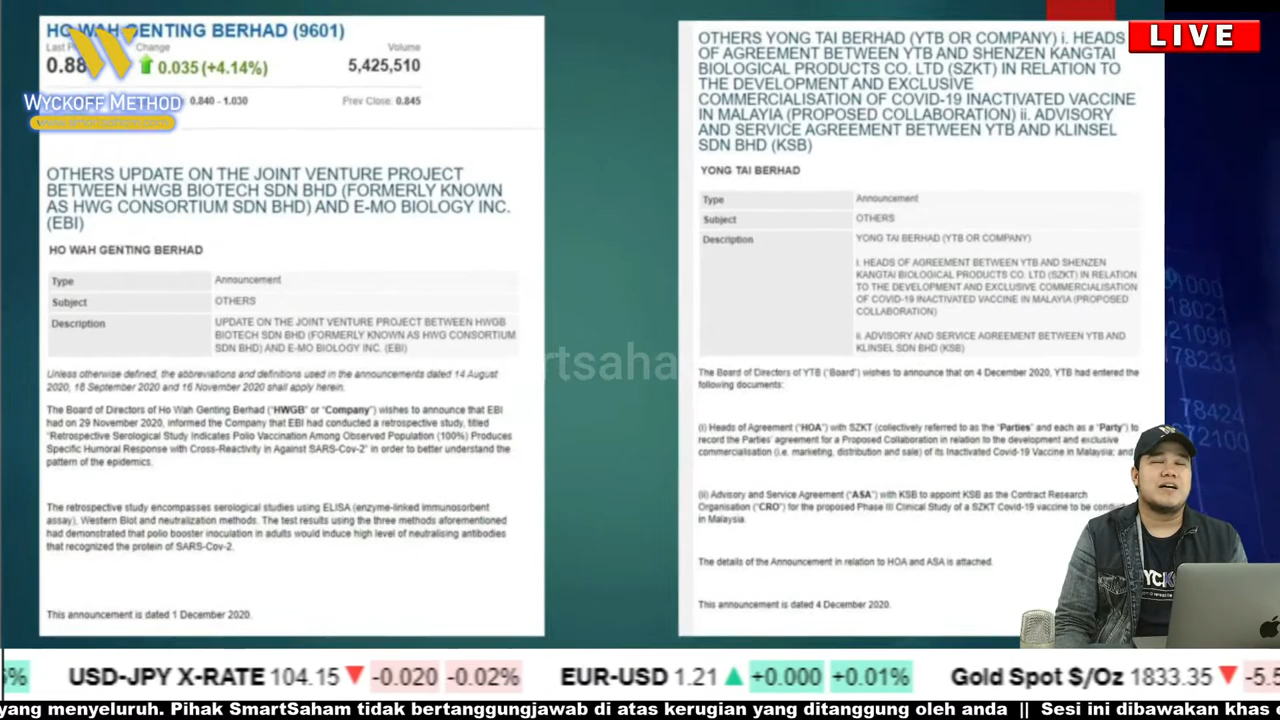 HO WAH GENTING BERHAD (9601)
Change
Volume
0.88
0.035 (+4.14%)
5,425,510
WYCKOFF METHOD
0.840 - 1.030
Prev Close: 0.845
OTHERS UPDATE ON THE JOINT VENTURE PROJECT
BETWEEN HWGB BIOTECH SDN BHD (FORMERLY KNOWN
AS HWG CONSORTIUM SDN BHD) AND E-MO BIOLOGY INC.
(EBI)
HO WAH GENTING BERHAD
Type Announcement
Subject OTHERS
Description UPDATE ON THE JOINT VENTURE PROJECT BETWEEN HWGB
BIOTECH SDN BHD (FORMERLY KNOWN AS HWG CONSORTIUM
SDN BHD) AND E-MO BIOLOGY INC. (EBI)
Unless otherwise defined, the abbreviations and definitions used in the announcements dated 14 August
2020, 18 September 2020 and 16 November 2020 shall apply herein.
The Board of Directors of Ho Wah Genting Berhad ("HWGB" or "Company") wishes to announce that EBI
had on 29 November 2020, informed the Company that EBI had conducted a retrospective study, titled
"Retrospective Serological Study Indicates Polio Vaccination Among Observed Population (100%) Produces
Specific Humoral Response with Cross-Reactivity in Against SARS-Cov-2" in order to better understand the
pattern of the epidemics.
The retrospective study encompasses serological studies using ELISA (enzyme-linked immunosorbent
assay), Western Blot and neutralization methods. The test results using the three methods aforementioned
had demonstrated that polio booster inoculation in adults would induce high level of neutralising antibodies
that recognized the protein of SARS-Cov-2.
This announcement is dated 1 December 2020.
OTHERS YONG TAI BERHAD (YTB OR COMPANY) i. HEADS
OF AGREEMENT BETWEEN YTB AND SHENZEN KANGTAI
BIOLOGICAL PRODUCTS CO. LTD (SZKT) IN RELATION TO
THE DEVELOPMENT AND EXCLUSIVE
COMMERCIALISATION OF COVID-19 INACTIVATED VACCINE
IN MALAYIA (PROPOSED COLLABORATION) ii. ADVISORY
AND SERVICE AGREEMENT BETWEEN YTB AND KLINSEL
SDN BHD (KSB)
YONG TAI BERHAD
Type Announcement
Subject OTHERS
Description YONG TAI BERHAD (YTB OR COMPANY)
i. HEADS OF AGREEMENT BETWEEN YTB AND SHENZEN
KANGTAI BIOLOGICAL PRODUCTS CO. LTD (SZKT) IN RELATION
TO THE DEVELOPMENT AND EXCLUSIVE COMMERCIALISATION
OF COVID-19 INACTIVATED VACCINE IN MALAYIA (PROPOSED
COLLABORATION)
ii. ADVISORY AND SERVICE AGREEMENT BETWEEN YTB AND
KLINSEL SDN BHD (KSB)
The Board of Directors of YTB ("Board") wishes to announce that on 4 December 2020, YTB had entered the
following documents:
(i) Heads of Agreement ("HOA") with SZKT (collectively referred to as the "Parties" and each as a "Party") to
record the Parties' agreement for a Proposed Collaboration in relation to the development and exclusive
commercialisation (i.e. marketing, distribution and sale) of its Inactivated Covid-19 Vaccine in Malaysia; and
(ii) Advisory and Service Agreement ("ASA") with KSB to appoint KSB as the Contract Research
Organisation ("CRO") for the proposed Phase III Clinical Study of a SZKT Covid-19 vaccine to be
in Malaysia.
The details of the Announcement in relation to HOA and ASA is attached.
This announcement is dated 4 December 2020.
LIVE
artsaha
1000
18021
121090
178233
78424
672100
USD-JPY X-RATE 104.15 -0.020 -0.02% EUR-USD 1.21 +0.000 +0.01% Gold Spot $/Oz 1833.35
yang menyeluruh. Pihak SmartSaham tidak bertanggungjawab di atas kerugian yang ditanggung oleh anda || Sesi ini dibawakan khas